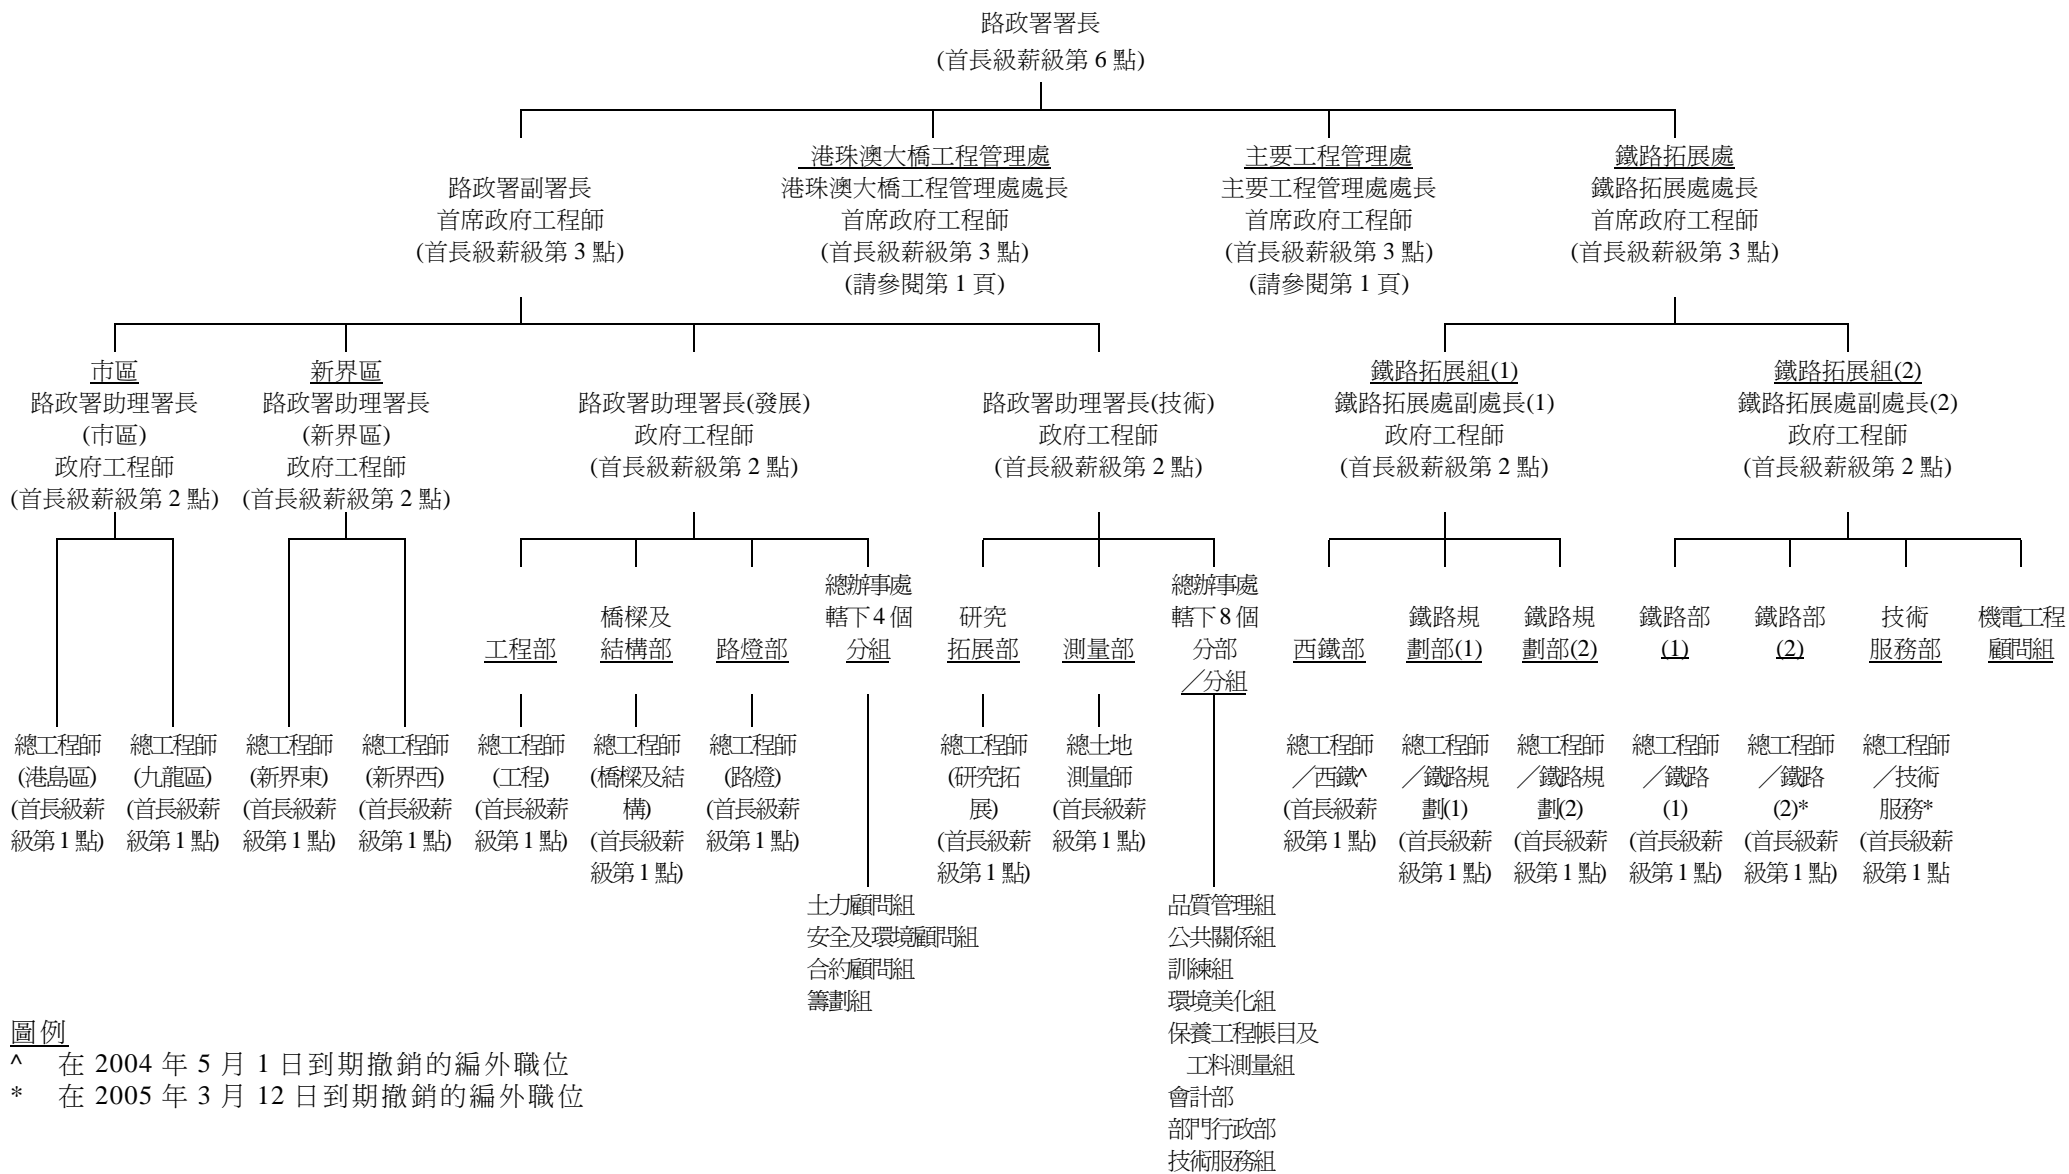 路政署署長
(首長級薪級第 6 點)
路政署副署長
首席政府工程師
(首長級薪級第 3 點)
港珠澳大橋工程管理處
港珠澳大橋工程管理處處長
首席政府工程師
(首長級薪級第 3 點)
(請參閱第 1 頁)
主要工程管理處
主要工程管理處處長
首席政府工程師
(首長級薪級第 3 點)
(請參閱第 1 頁)
鐵路拓展處
鐵路拓展處處長
首席政府工程師
(首長級薪級第 3 點)
市區
路政署助理署長
(市區)
政府工程師
(首長級薪級第 2 點)
新界區
路政署助理署長
(新界區)
政府工程師
(首長級薪級第 2 點)
路政署助理署長(發展)
政府工程師
(首長級薪級第 2 點)
路政署助理署長(技術)
政府工程師
(首長級薪級第 2 點)
鐵路拓展組(1)
鐵路拓展處副處長(1)
政府工程師
(首長級薪級第 2 點)
鐵路拓展組(2)
鐵路拓展處副處長(2)
政府工程師
(首長級薪級第 2 點)
工程部
橋樑及
結構部
路燈部
總辦事處
轄下 4 個
分組
研究
拓展部
測量部
總辦事處
轄下 8 個
分部
／分組
西鐵部
鐵路規
劃部(1)
鐵路規
劃部(2)
鐵路部
(1)
鐵路部
(2)
技術
服務部
機電工程
顧問組
總工程師
(港島區)
(首長級薪
級第 1 點)
總工程師
(九龍區)
(首長級薪
級第 1 點)
總工程師
(新界東)
(首長級薪
級第 1 點)
總工程師
(新界西)
(首長級薪
級第 1 點)
總工程師
(工程)
(首長級薪
級第 1 點)
總工程師
(橋樑及結
構)
(首長級薪
級第 1 點)
總工程師
(路燈)
(首長級薪
級第 1 點)
總工程師
(研究拓
展)
(首長級薪
級第 1 點)
總土地
測量師
(首長級薪
級第 1 點)
總工程師
／西鐵^
(首長級薪
級第 1 點)
總工程師
／鐵路規
劃(1)
(首長級薪
級第 1 點)
總工程師
／鐵路規
劃(2)
(首長級薪
級第 1 點)
總工程師
／鐵路
(1)
(首長級薪
級第 1 點)
總工程師
／鐵路
(2)*
(首長級薪
級第 1 點)
總工程師
／技術
服務*
(首長級薪
級第 1 點
土力顧問組
安全及環境顧問組
合約顧問組
籌劃組
品質管理組
公共關係組
訓練組
環境美化組
保養工程帳目及
工料測量組
會計部
部門行政部
技術服務組
圖例
^ 在 2004 年 5 月 1 日到期撤銷的編外職位
* 在 2005 年 3 月 12 日到期撤銷的編外職位